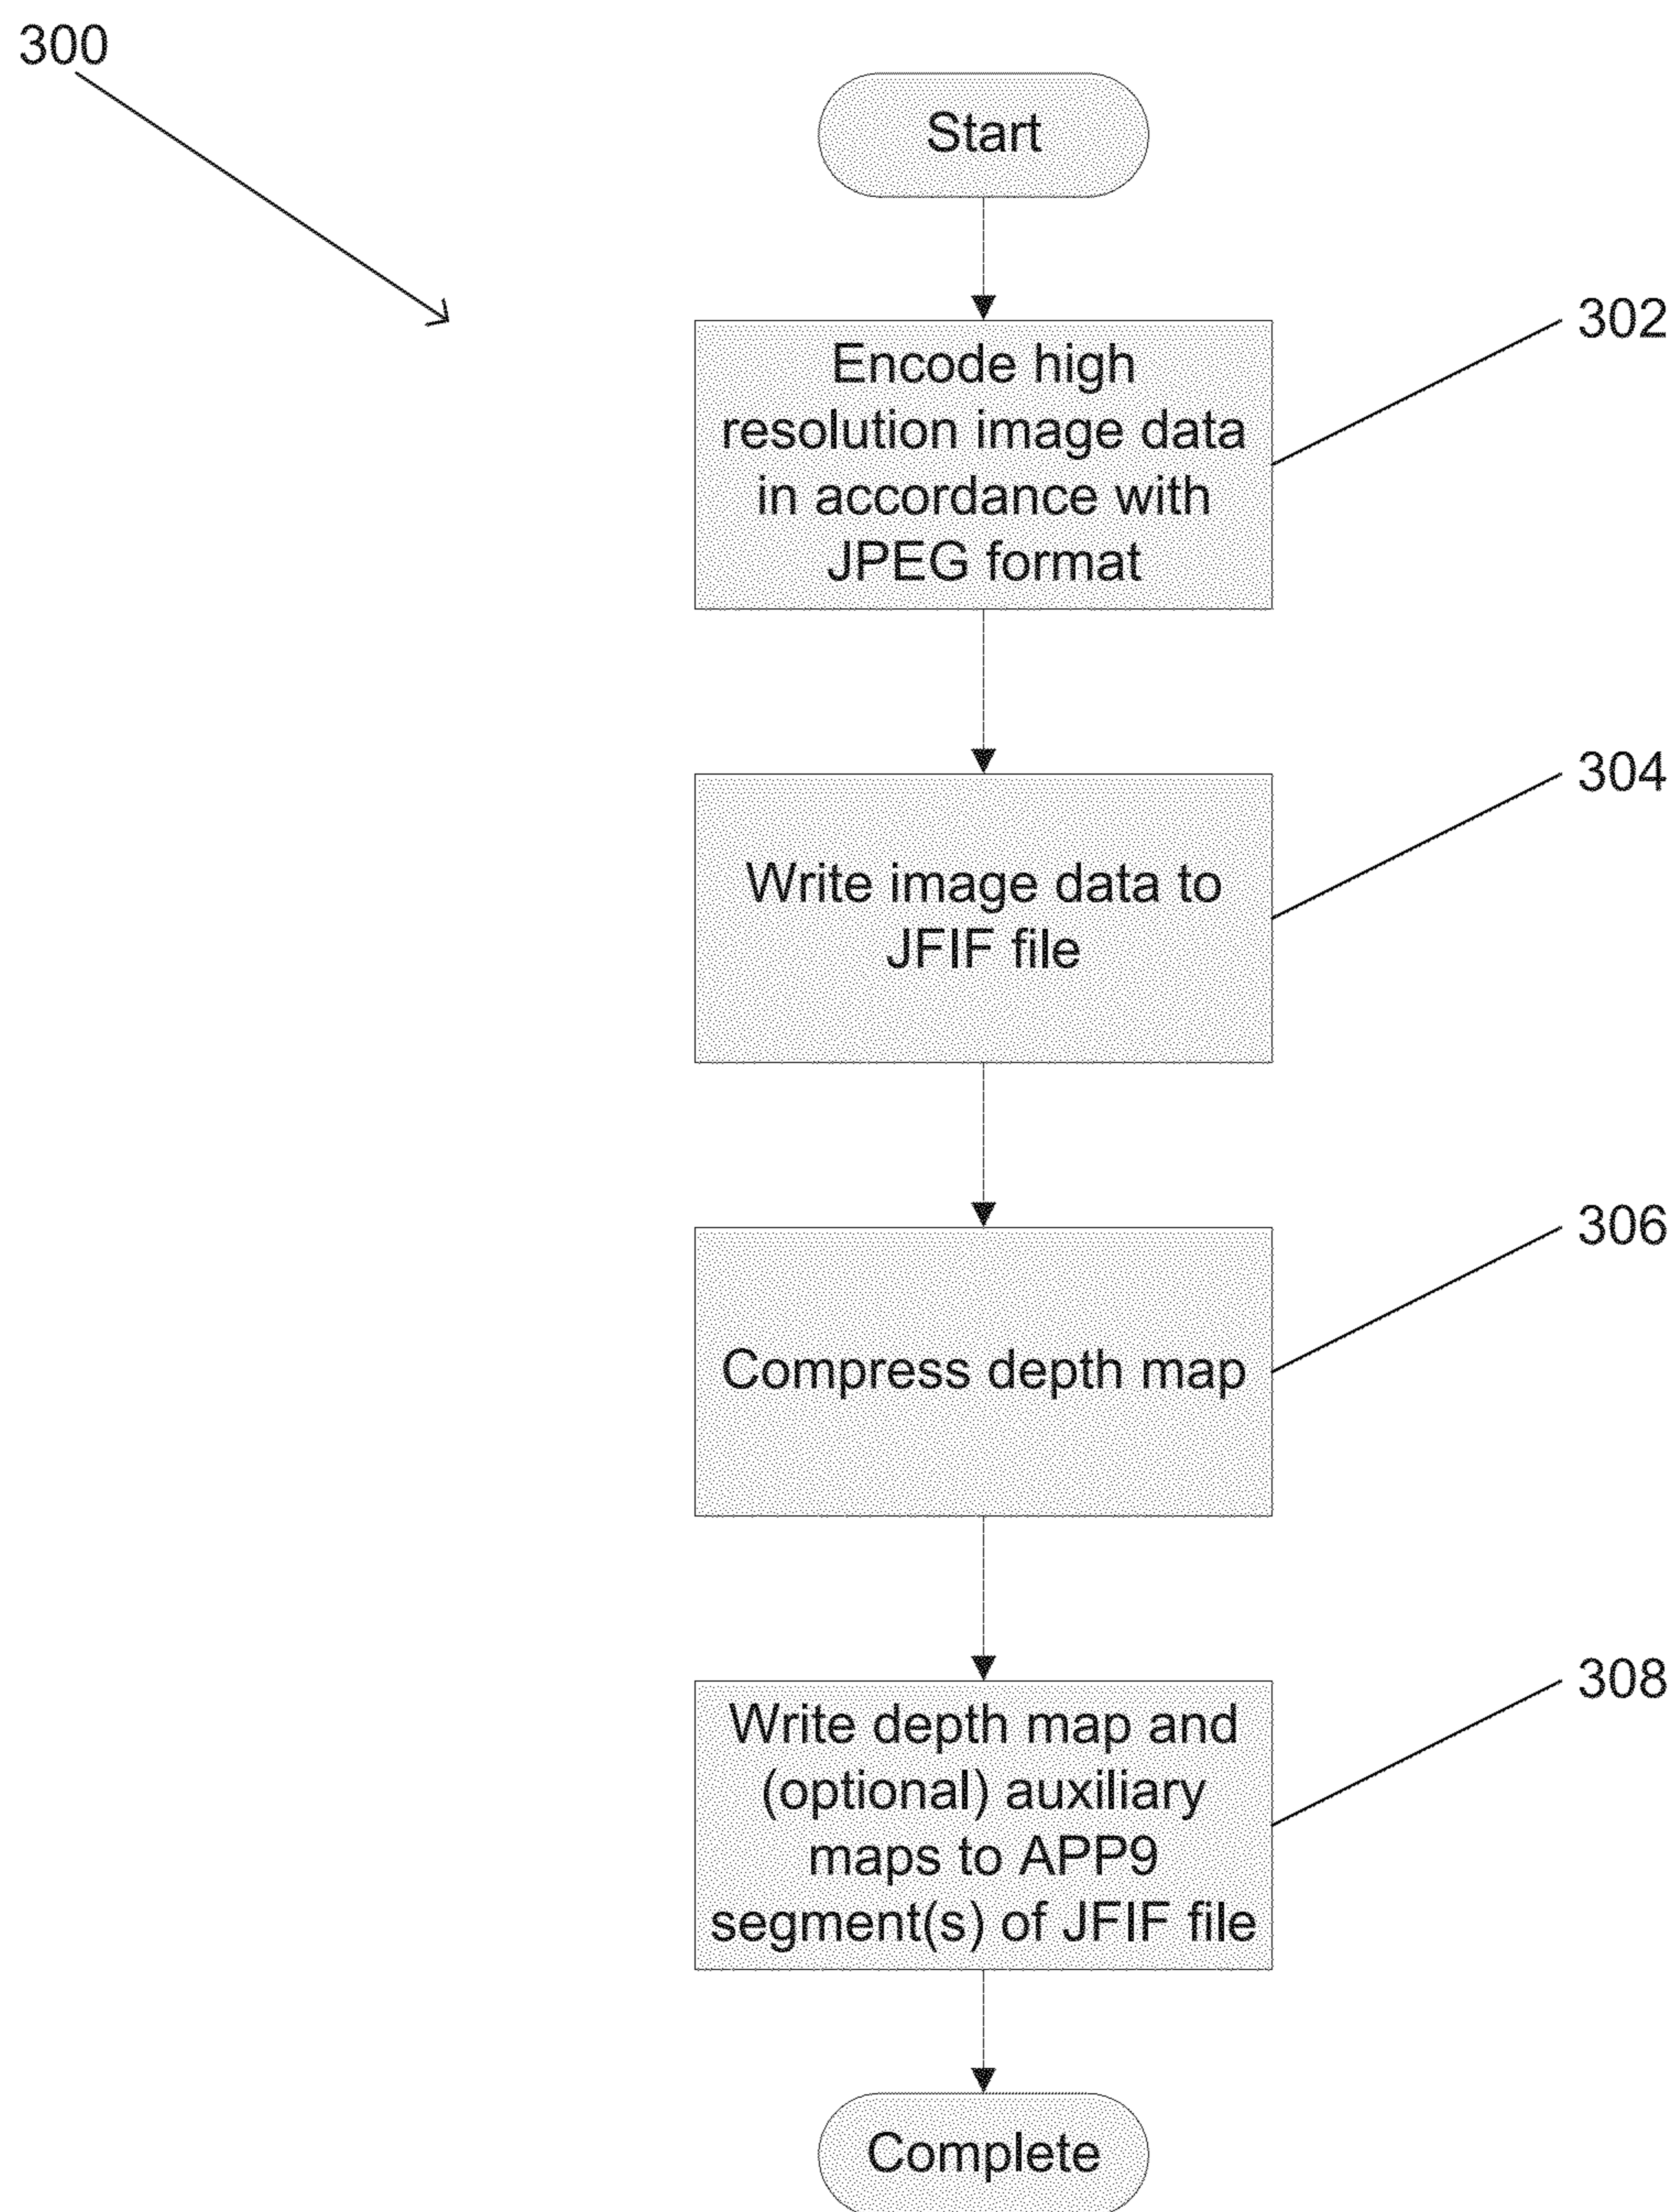 300
Start
302
Encode high
resolution image data
in accordance with
JPEG format
304
Write image data to
JFIF file
306
Compress depth map
308
Write depth map and
(optional) auxiliary
maps to APP9
segment(s) of JFIF file
Complete